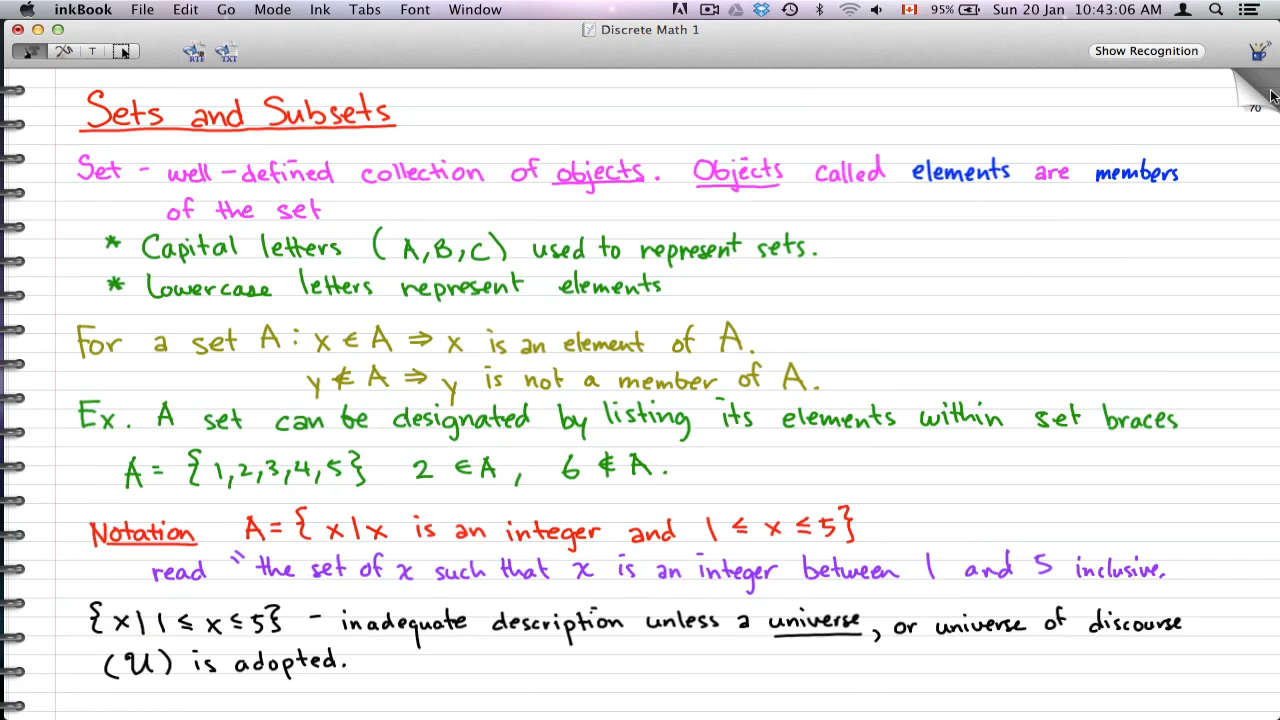 inkBook File Edit Go Mode Ink Tabs Font Window 95% Sun 20 Jan 10:43:06 AM
Discrete Math 1
T RTF TXT Show Recognition
70
Sets and Subsets
Set - well-defined collection of objects. Objects called elements are members
of the set
* Capital letters (A,B,C) used to represent sets.
* Lowercase letters represent elements
For a set A : x ∈ A ⇒ x is an element of A.
y ∉ A ⇒ y is not a member of A.
Ex. A set can be designated by listing its elements within set braces
A = {1,2,3,4,5} 2 ∈ A, 6 ∉ A.
Notation A = { x | x is an integer and 1 ≤ x ≤ 5}
read "the set of x such that x is an integer between 1 and 5 inclusive.
{x | 1 ≤ x ≤ 5} - inadequate description unless a universe, or universe of discourse
(U) is adopted.